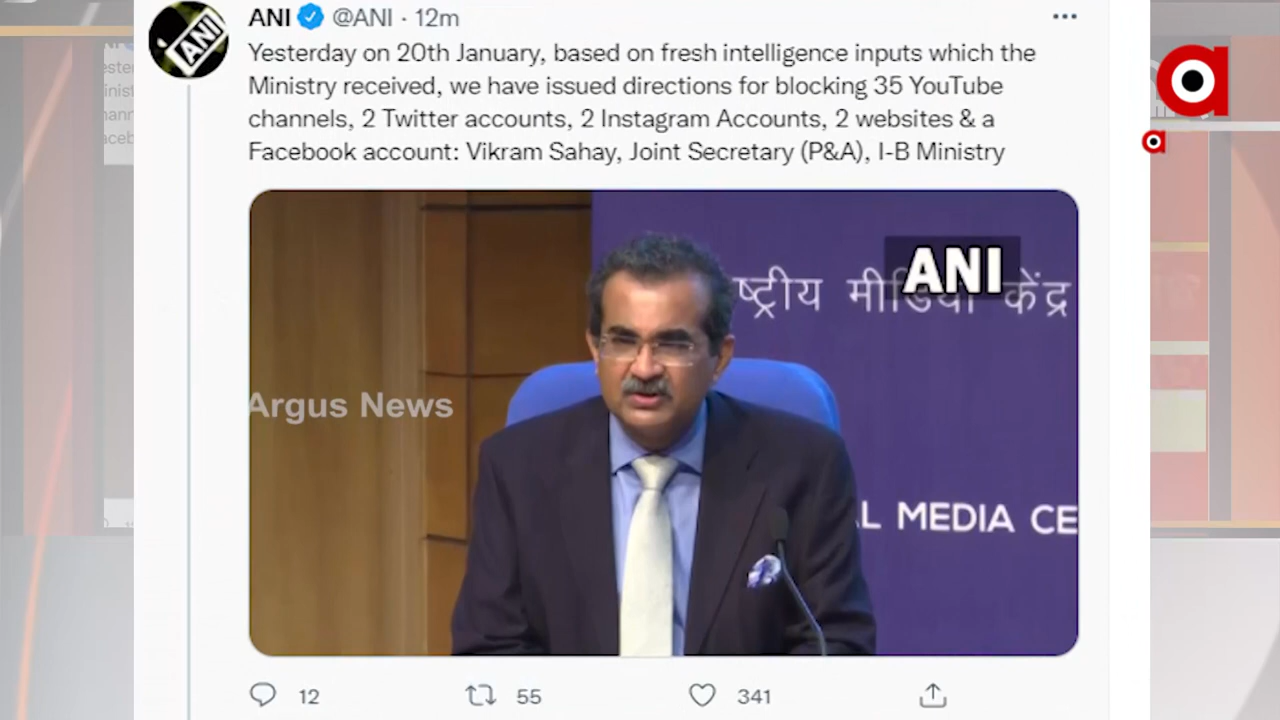 ANI @ANI · 12m
Yesterday on 20th January, based on fresh intelligence inputs which the
Ministry received, we have issued directions for blocking 35 YouTube
channels, 2 Twitter accounts, 2 Instagram Accounts, 2 websites & a
Facebook account: Vikram Sahay, Joint Secretary (P&A), I-B Ministry
ANI
ष्ट्रीय मीडिया केंद्र
Argus News
L MEDIA CE
12 55 341